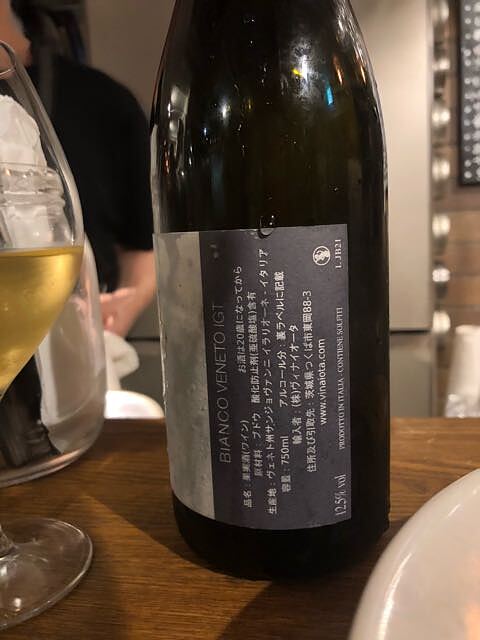 BIANCO VENETO IGT
お酒は20歳になってから
品名:果実酒(ワイン)
原材料:ブドウ 酸化防止剤(亜硫酸塩)含有
生産地:ヴェネト州サンジョヴァンニ イラリオーネ・イタリア
容量:750ml アルコール分:裏ラベルに記載
輸入者:(株)ヴィナイオータ
住所及び引取先:茨城県つくば市東岡88-3
www.vinaiota.com
PRODOTTO IN ITALIA - CONTIENE SOLFITI
L JB21
12.5% vol